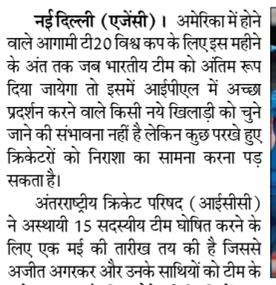 नई दिल्ली (एजेंसी)। अमेरिका में होने
वाले आगामी टी20 विश्व कप के लिए इस महीने
के अंत तक जब भारतीय टीम को अंतिम रूप
दिया जायेगा तो इसमें आईपीएल में अच्छा
प्रदर्शन करने वाले किसी नये खिलाड़ी को चुने
जाने की संभावना नहीं है लेकिन कुछ परखे हुए
क्रिकेटरों को निराशा का सामना करना पड़
सकता है।
अंतरराष्ट्रीय क्रिकेट परिषद (आईसीसी)
ने अस्थायी 15 सदस्यीय टीम घोषित करने के
लिए एक मई की तारीख तय की है जिससे
अजीत अगरकर और उनके साथियों को टीम के